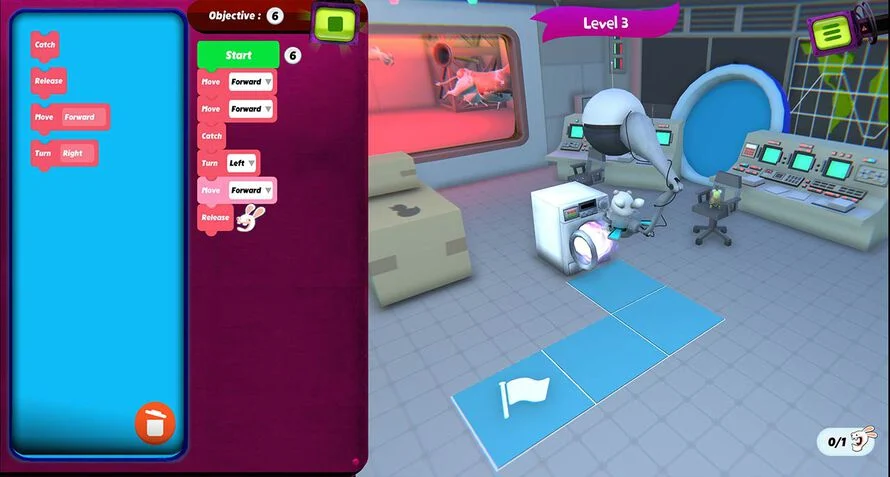 Objective : 6
Level 3
Catch
Release
Move Forward
Turn Right
Start 6
Move Forward
Move Forward
Catch
Turn Left
Move Forward
Release
0/1